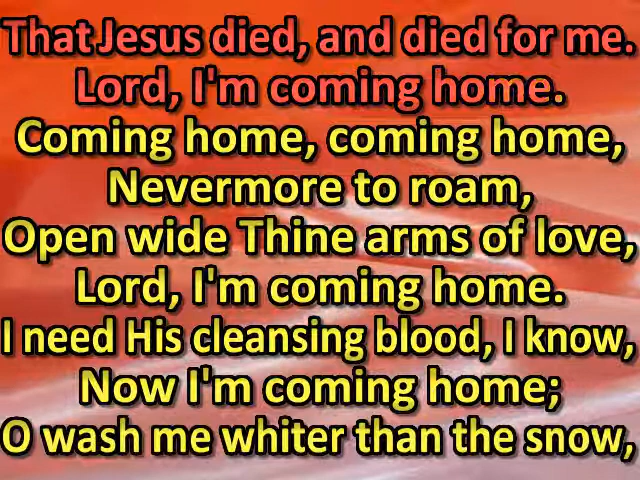 That Jesus died, and died for me.
Lord, I'm coming home.
Coming home, coming home,
Nevermore to roam,
Open wide Thine arms of love,
Lord, I'm coming home.
I need His cleansing blood, I know,
Now I'm coming home;
O wash me whiter than the snow,